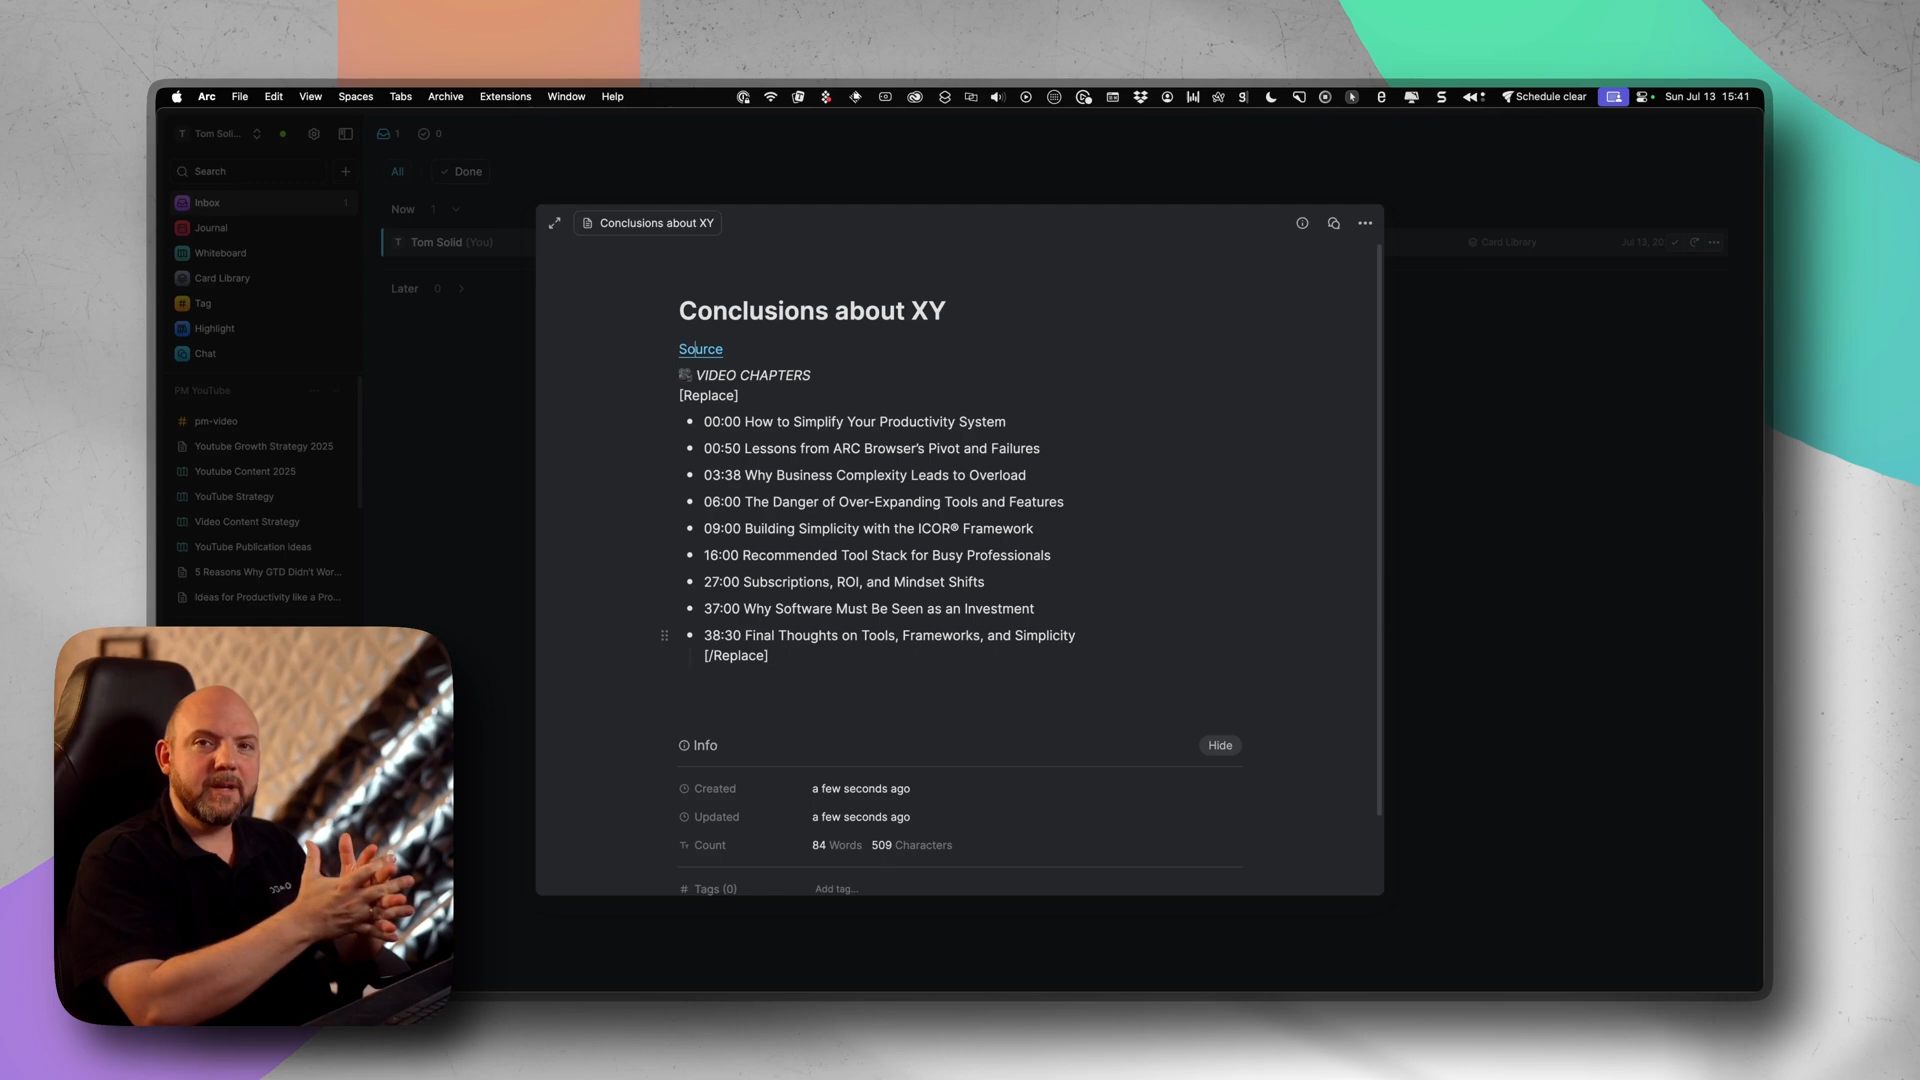 Arc File Edit View Spaces Tabs Archive Extensions Window Help
Schedule clear Sun Jul 13 15:41
T Tom Soli...
Search
Inbox 1
Journal
Whiteboard
Card Library
Tag
Highlight
Chat
PM YouTube
pm-video
Youtube Growth Strategy 2025
Youtube Content 2025
YouTube Strategy
Video Content Strategy
YouTube Publication Ideas
5 Reasons Why GTD Didn't Wor...
Ideas for Productivity like a Pro...
1 0
All Done
Now 1
T Tom Solid (You) Card Library Jul 13, 20
Later 0
Conclusions about XY
Conclusions about XY
Source
VIDEO CHAPTERS
[Replace]
• 00:00 How to Simplify Your Productivity System
• 00:50 Lessons from ARC Browser's Pivot and Failures
• 03:38 Why Business Complexity Leads to Overload
• 06:00 The Danger of Over-Expanding Tools and Features
• 09:00 Building Simplicity with the ICOR® Framework
• 16:00 Recommended Tool Stack for Busy Professionals
• 27:00 Subscriptions, ROI, and Mindset Shifts
• 37:00 Why Software Must Be Seen as an Investment
• 38:30 Final Thoughts on Tools, Frameworks, and Simplicity
[/Replace]
Info Hide
Created a few seconds ago
Updated a few seconds ago
Count 84 Words 509 Characters
# Tags (0) Add tag...